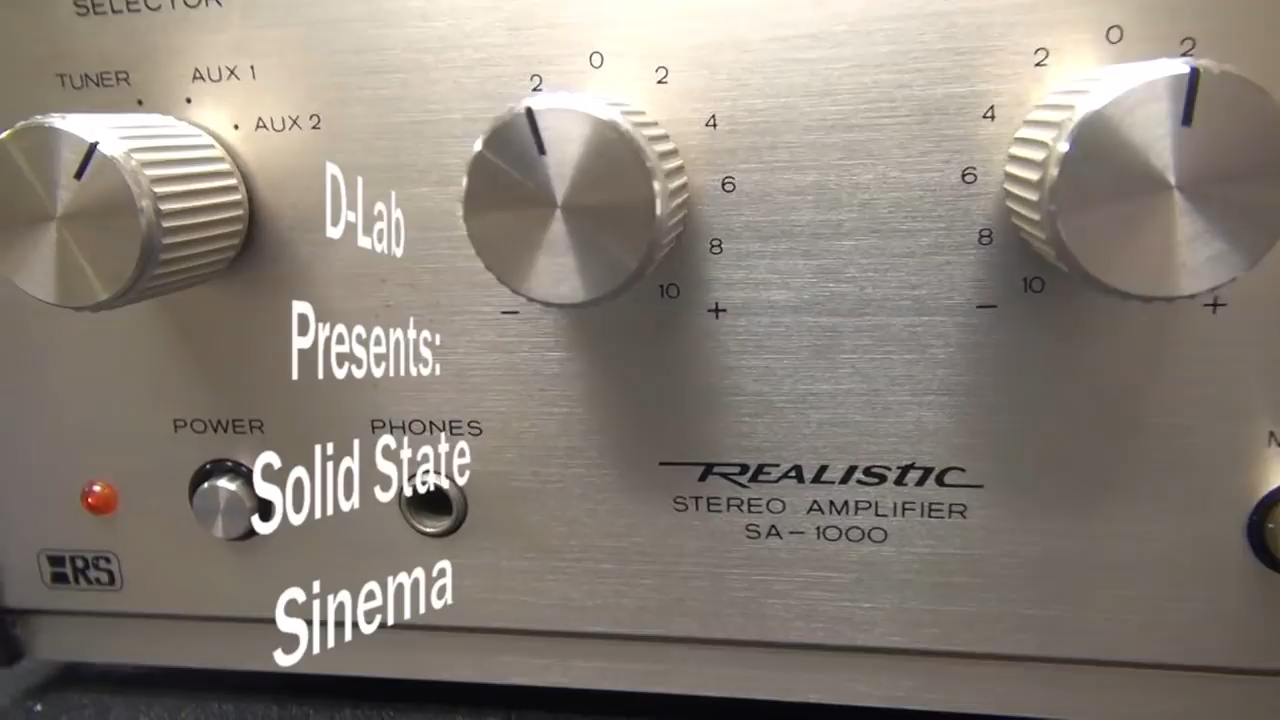 SELECTOR
TUNER
AUX 1
AUX 2
2 0 2 4 6 8 10
− +
2 0 2 4 6 8 10
− +
D-Lab
Presents:
Solid State
Sinema
POWER
PHONES
REALISTIC
STEREO AMPLIFIER
SA-1000
RS